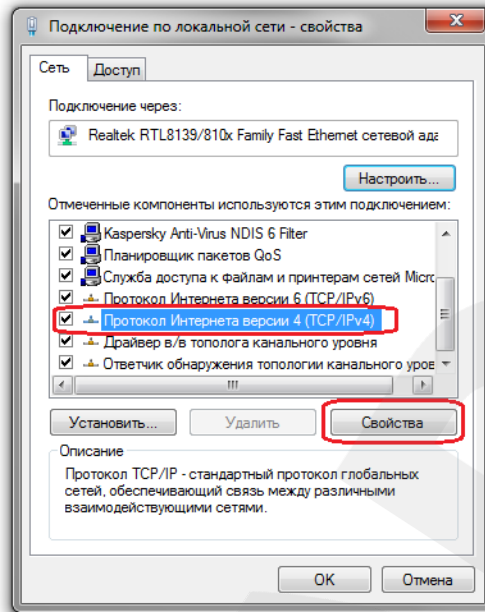 Подключение по локальной сети - свойства
Сеть
Доступ
Подключение через:
Realtek RTL8139/810x Family Fast Ethernet сетевой ада
Настроить...
Отмеченные компоненты используются этим подключением:
Kaspersky Anti-Virus NDIS 6 Filter
Планировщик пакетов QoS
Служба доступа к файлам и принтерам сетей Micro
Протокол Интернета версии 6 (TCP/IPv6)
Протокол Интернета версии 4 (TCP/IPv4)
Драйвер в/в тополога канального уровня
Ответчик обнаружения топологии канального уров
Установить...
Удалить
Свойства
Описание
Протокол TCP/IP - стандартный протокол глобальных
сетей, обеспечивающий связь между различными
взаимодействующими сетями.
OK
Отмена